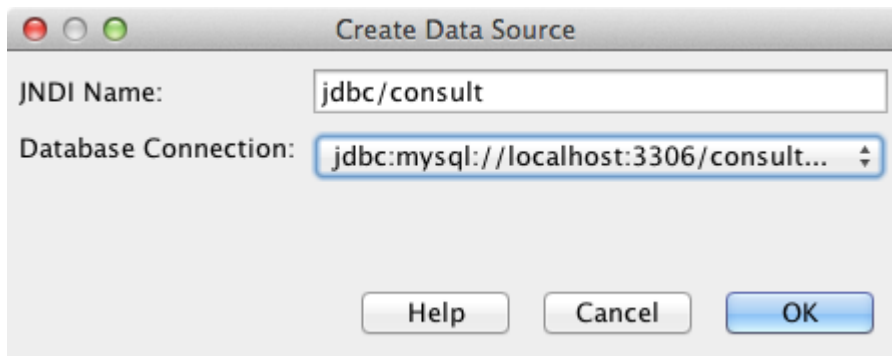 Create Data Source
JNDI Name: jdbc/consult
Database Connection: jdbc:mysql://localhost:3306/consult...
Help Cancel OK